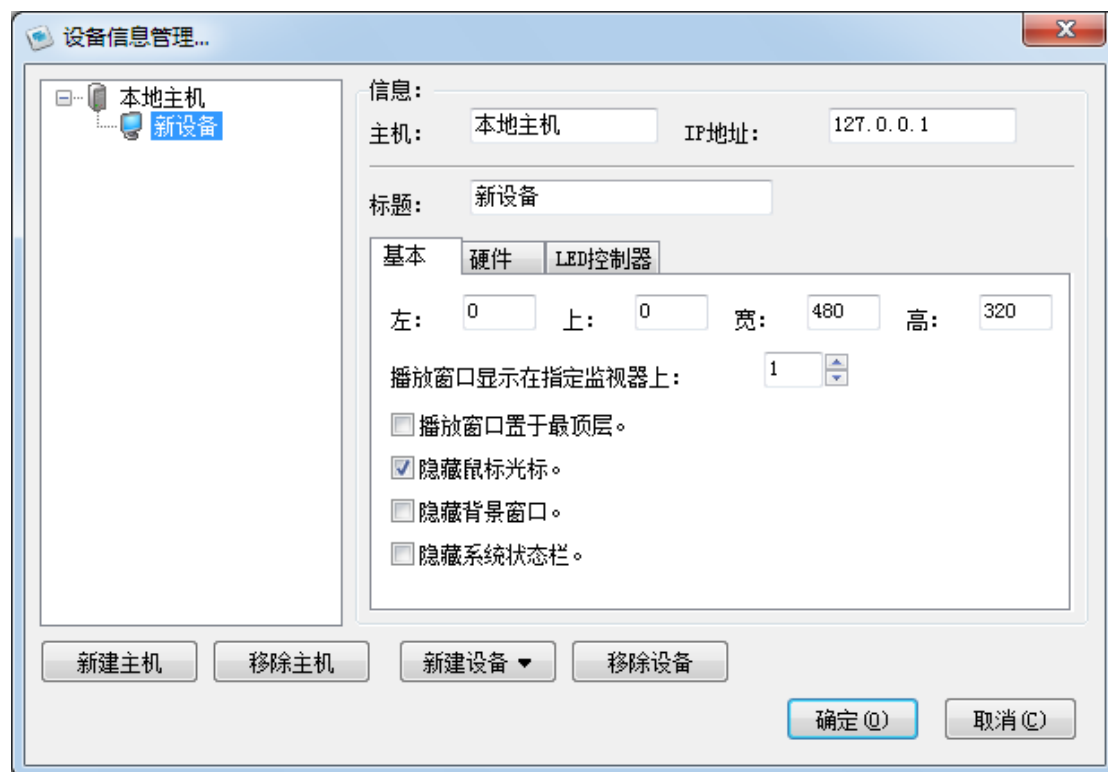 设备信息管理...
本地主机
新设备
信息:
主机: 本地主机 IP地址: 127.0.0.1
标题: 新设备
基本 硬件 LED控制器
左: 0 上: 0 宽: 480 高: 320
播放窗口显示在指定监视器上: 1
播放窗口置于最顶层。
隐藏鼠标光标。
隐藏背景窗口。
隐藏系统状态栏。
新建主机 移除主机 新建设备 移除设备
确定(O) 取消(C)